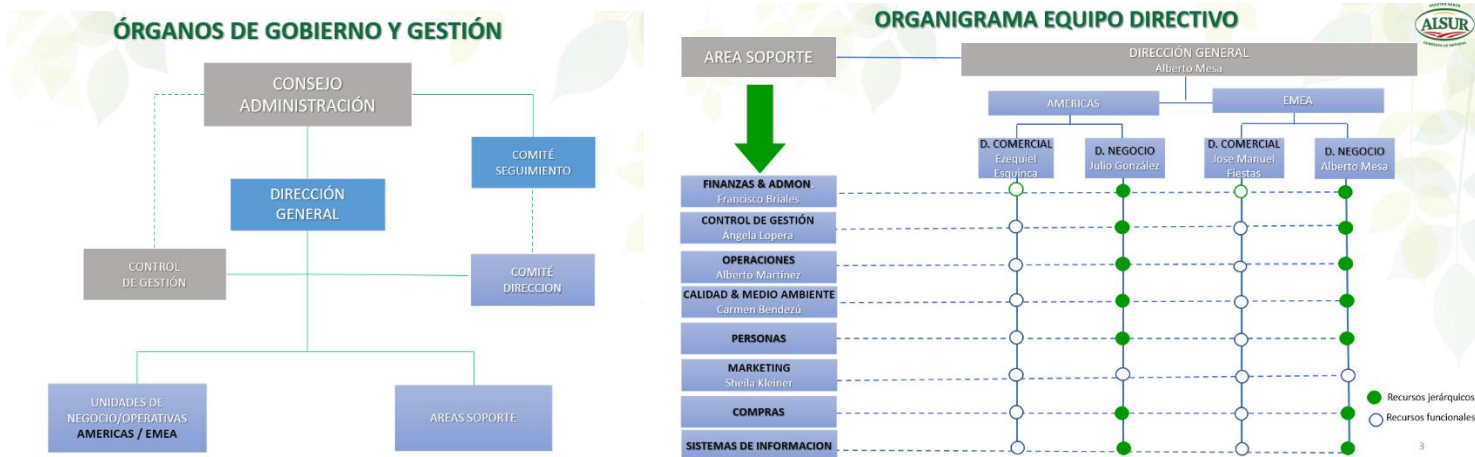 ÓRGANOS DE GOBIERNO Y GESTIÓN
CONSEJO
ADMINISTRACIÓN
COMITÉ
SEGUIMIENTO
DIRECCIÓN
GENERAL
CONTROL
DE GESTIÓN
COMITÉ
DIRECCION
UNIDADES DE
NEGOCIO/OPERATIVAS
AMERICAS / EMEA
AREAS SOPORTE
ORGANIGRAMA EQUIPO DIRECTIVO
ALSUR
AREA SOPORTE
DIRECCIÓN GENERAL
Alberto Mesa
AMERICAS
EMEA
D. COMERCIAL
Ezequiel
Esquinca
D. NEGOCIO
Julio González
D. COMERCIAL
Jose Manuel
Fiestas
D. NEGOCIO
Alberto Mesa
FINANZAS & ADMON.
Francisco Briales
CONTROL DE GESTIÓN
Ángela Lopera
OPERACIONES
Alberto Martínez
CALIDAD & MEDIO AMBIENTE
Carmen Bendezú
PERSONAS
MARKETING
Sheila Kleiner
COMPRAS
SISTEMAS DE INFORMACION
Recursos jerárquicos
Recursos funcionales
3